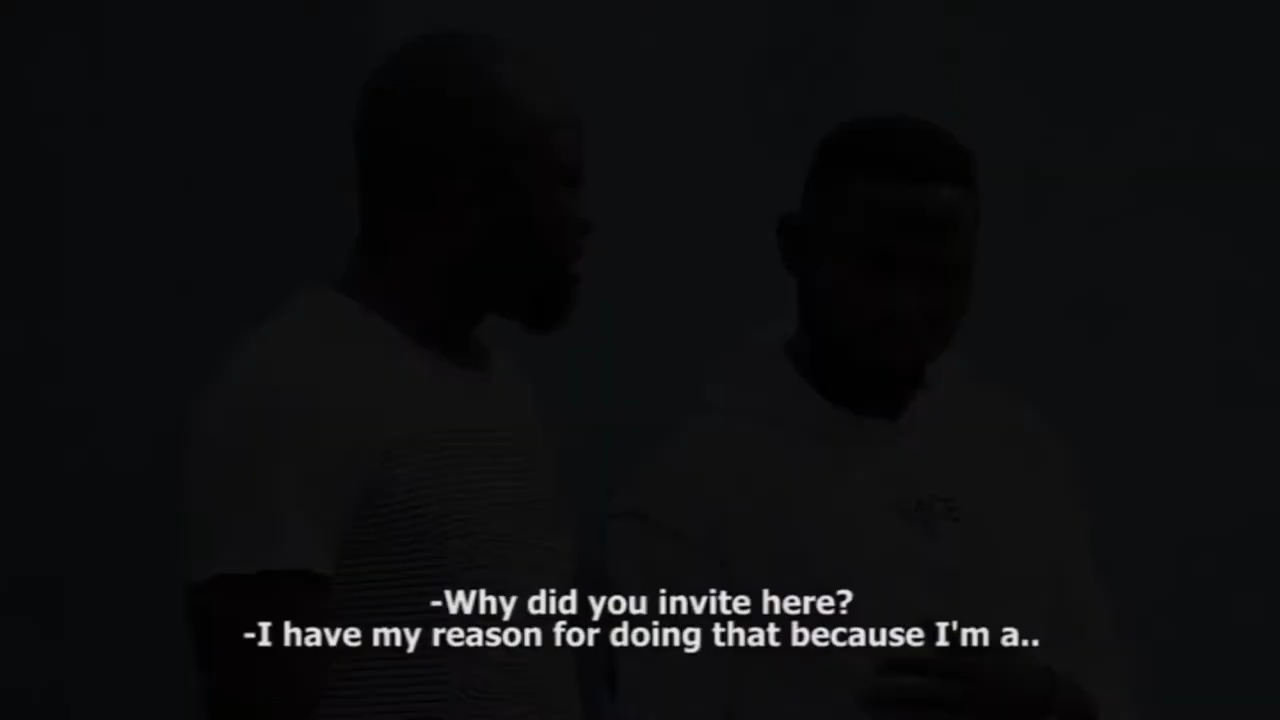 -Why did you invite here?
-I have my reason for doing that because I'm a..